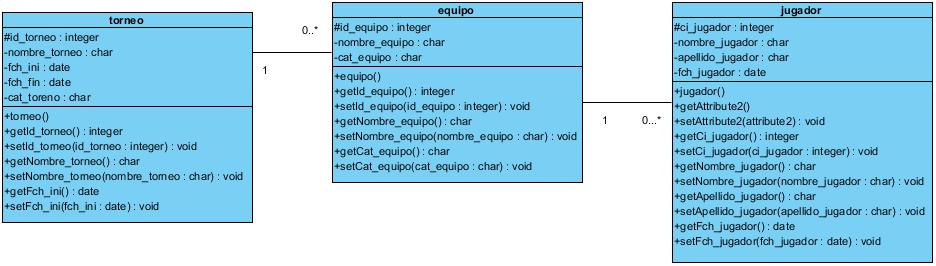 torneo
#id_torneo : integer
-nombre_torneo : char
-fch_ini : date
-fch_fin : date
-cat_toreno : char
+torneo()
+getId_torneo() : integer
+setId_torneo(id_torneo : integer) : void
+getNombre_torneo() : char
+setNombre_torneo(nombre_torneo : char) : void
+getFch_ini() : date
+setFch_ini(fch_ini : date) : void
0..*
1
equipo
#id_equipo : integer
-nombre_equipo : char
-cat_equipo : char
+equipo()
+getId_equipo() : integer
+setId_equipo(id_equipo : integer) : void
+getNombre_equipo() : char
+setNombre_equipo(nombre_equipo : char) : void
+getCat_equipo() : char
+setCat_equipo(cat_equipo : char) : void
1
0...*
jugador
#ci_jugador : integer
-nombre_jugador : char
-apellido_jugador : char
-fch_jugador : date
+jugador()
+getAttribute2()
+setAttribute2(attribute2) : void
+getCi_jugador() : integer
+setCi_jugador(ci_jugador : integer) : void
+getNombre_jugador() : char
+setNombre_jugador(nombre_jugador : char) : void
+getApellido_jugador() : char
+setApellido_jugador(apellido_jugador : char) : void
+getFch_jugador() : date
+setFch_jugador(fch_jugador : date) : void